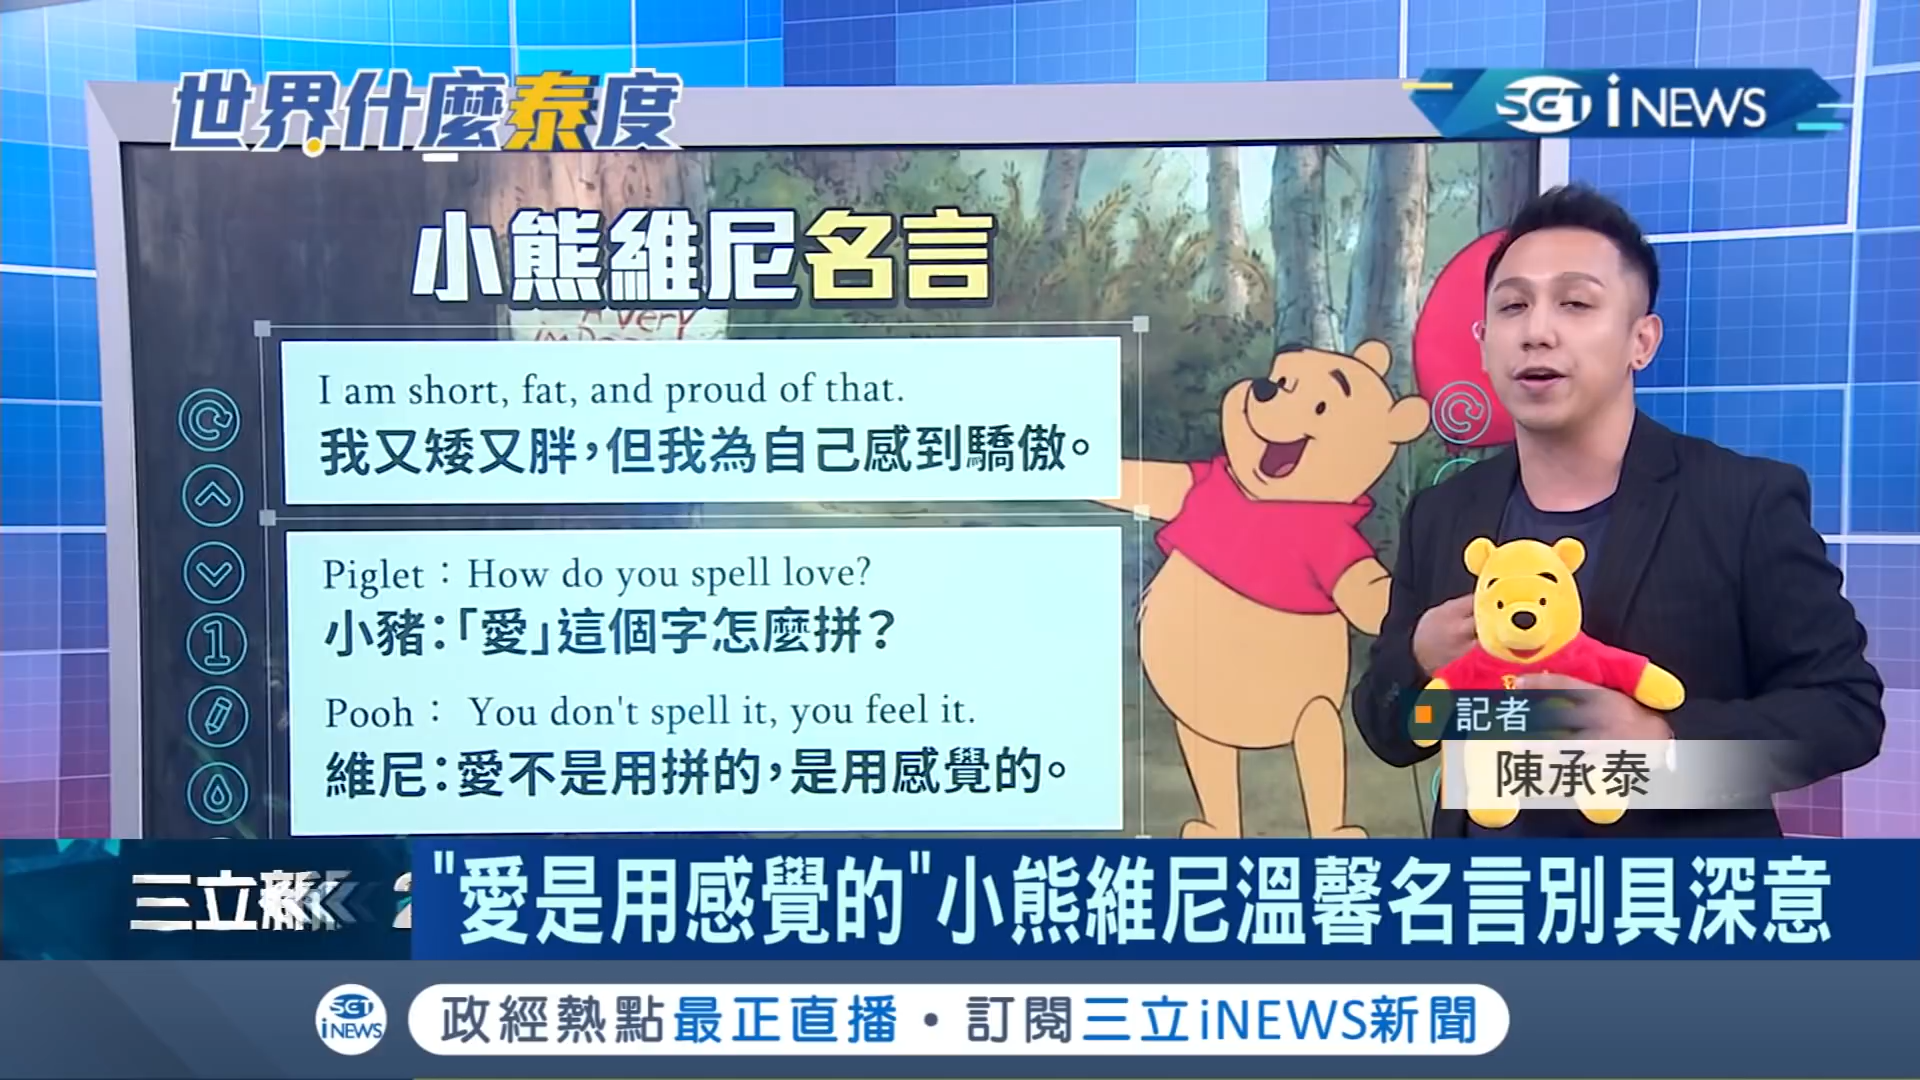 世界什麼泰度
SET iNEWS
小熊維尼名言
A very
I am short, fat, and proud of that.
我又矮又胖，但我為自己感到驕傲。
Piglet：How do you spell love?
小豬：「愛」這個字怎麼拼？
Pooh： You don't spell it, you feel it.
維尼：愛不是用拼的，是用感覺的。
1
記者
陳承泰
三立新
"愛是用感覺的"小熊維尼溫馨名言別具深意
SET iNEWS
政經熱點最正直播・訂閱三立iNEWS新聞